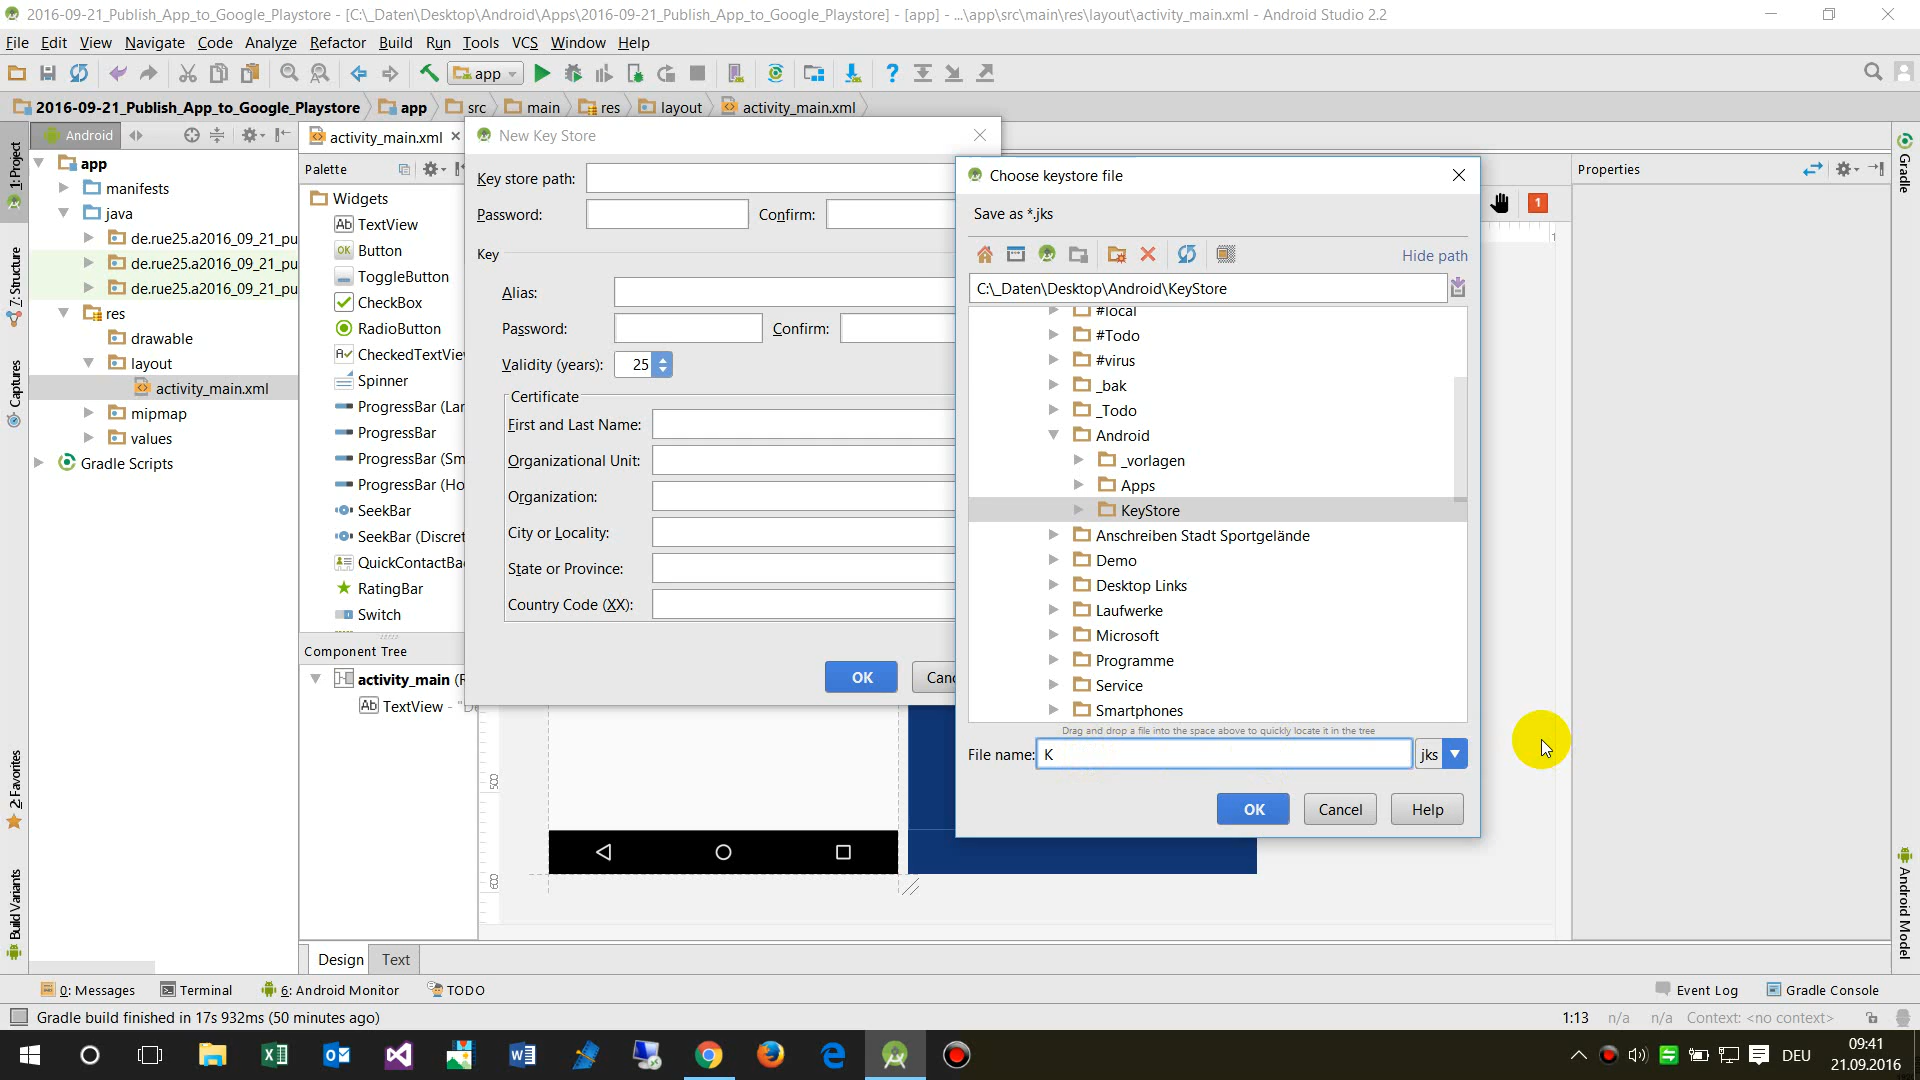 2016-09-21_Publish_App_to_Google_Playstore - [C:\_Daten\Desktop\Android\Apps\2016-09-21_Publish_App_to_Google_Playstore] - [app] - ...\app\src\main\res\layout\activity_main.xml - Android Studio 2.2
File Edit View Navigate Code Analyze Refactor Build Run Tools VCS Window Help
app
2016-09-21_Publish_App_to_Google_Playstore app src main res layout activity_main.xml
Android
activity_main.xml
New Key Store
1: Project
7: Structure
Captures
2: Favorites
Build Variants
app
manifests
java
de.rue25.a2016_09_21_pu
de.rue25.a2016_09_21_pu
de.rue25.a2016_09_21_pu
res
drawable
layout
activity_main.xml
mipmap
values
Gradle Scripts
Palette
Widgets
Ab TextView
OK Button
ToggleButton
CheckBox
RadioButton
CheckedTextVie
Spinner
ProgressBar (Lar
ProgressBar
ProgressBar (Sm
ProgressBar (Ho
SeekBar
SeekBar (Discret
QuickContactBa
RatingBar
Switch
Component Tree
activity_main (R
Ab TextView - "De
Key store path:
Password:
Confirm:
Key
Alias:
Password:
Confirm:
Validity (years): 25
Certificate
First and Last Name:
Organizational Unit:
Organization:
City or Locality:
State or Province:
Country Code (XX):
OK
Canc
Choose keystore file
Save as *.jks
Hide path
C:\_Daten\Desktop\Android\KeyStore
#local
#Todo
#virus
_bak
_Todo
Android
_vorlagen
Apps
KeyStore
Anschreiben Stadt Sportgelände
Demo
Desktop Links
Laufwerke
Microsoft
Programme
Service
Smartphones
Drag and drop a file into the space above to quickly locate it in the tree
File name: K jks
OK Cancel Help
Properties
1
Gradle
Android Model
500
600
Design Text
0: Messages Terminal 6: Android Monitor TODO
Event Log Gradle Console
Gradle build finished in 17s 932ms (50 minutes ago)
1:13 n/a n/a Context: <no context>
DEU
09:41
21.09.2016